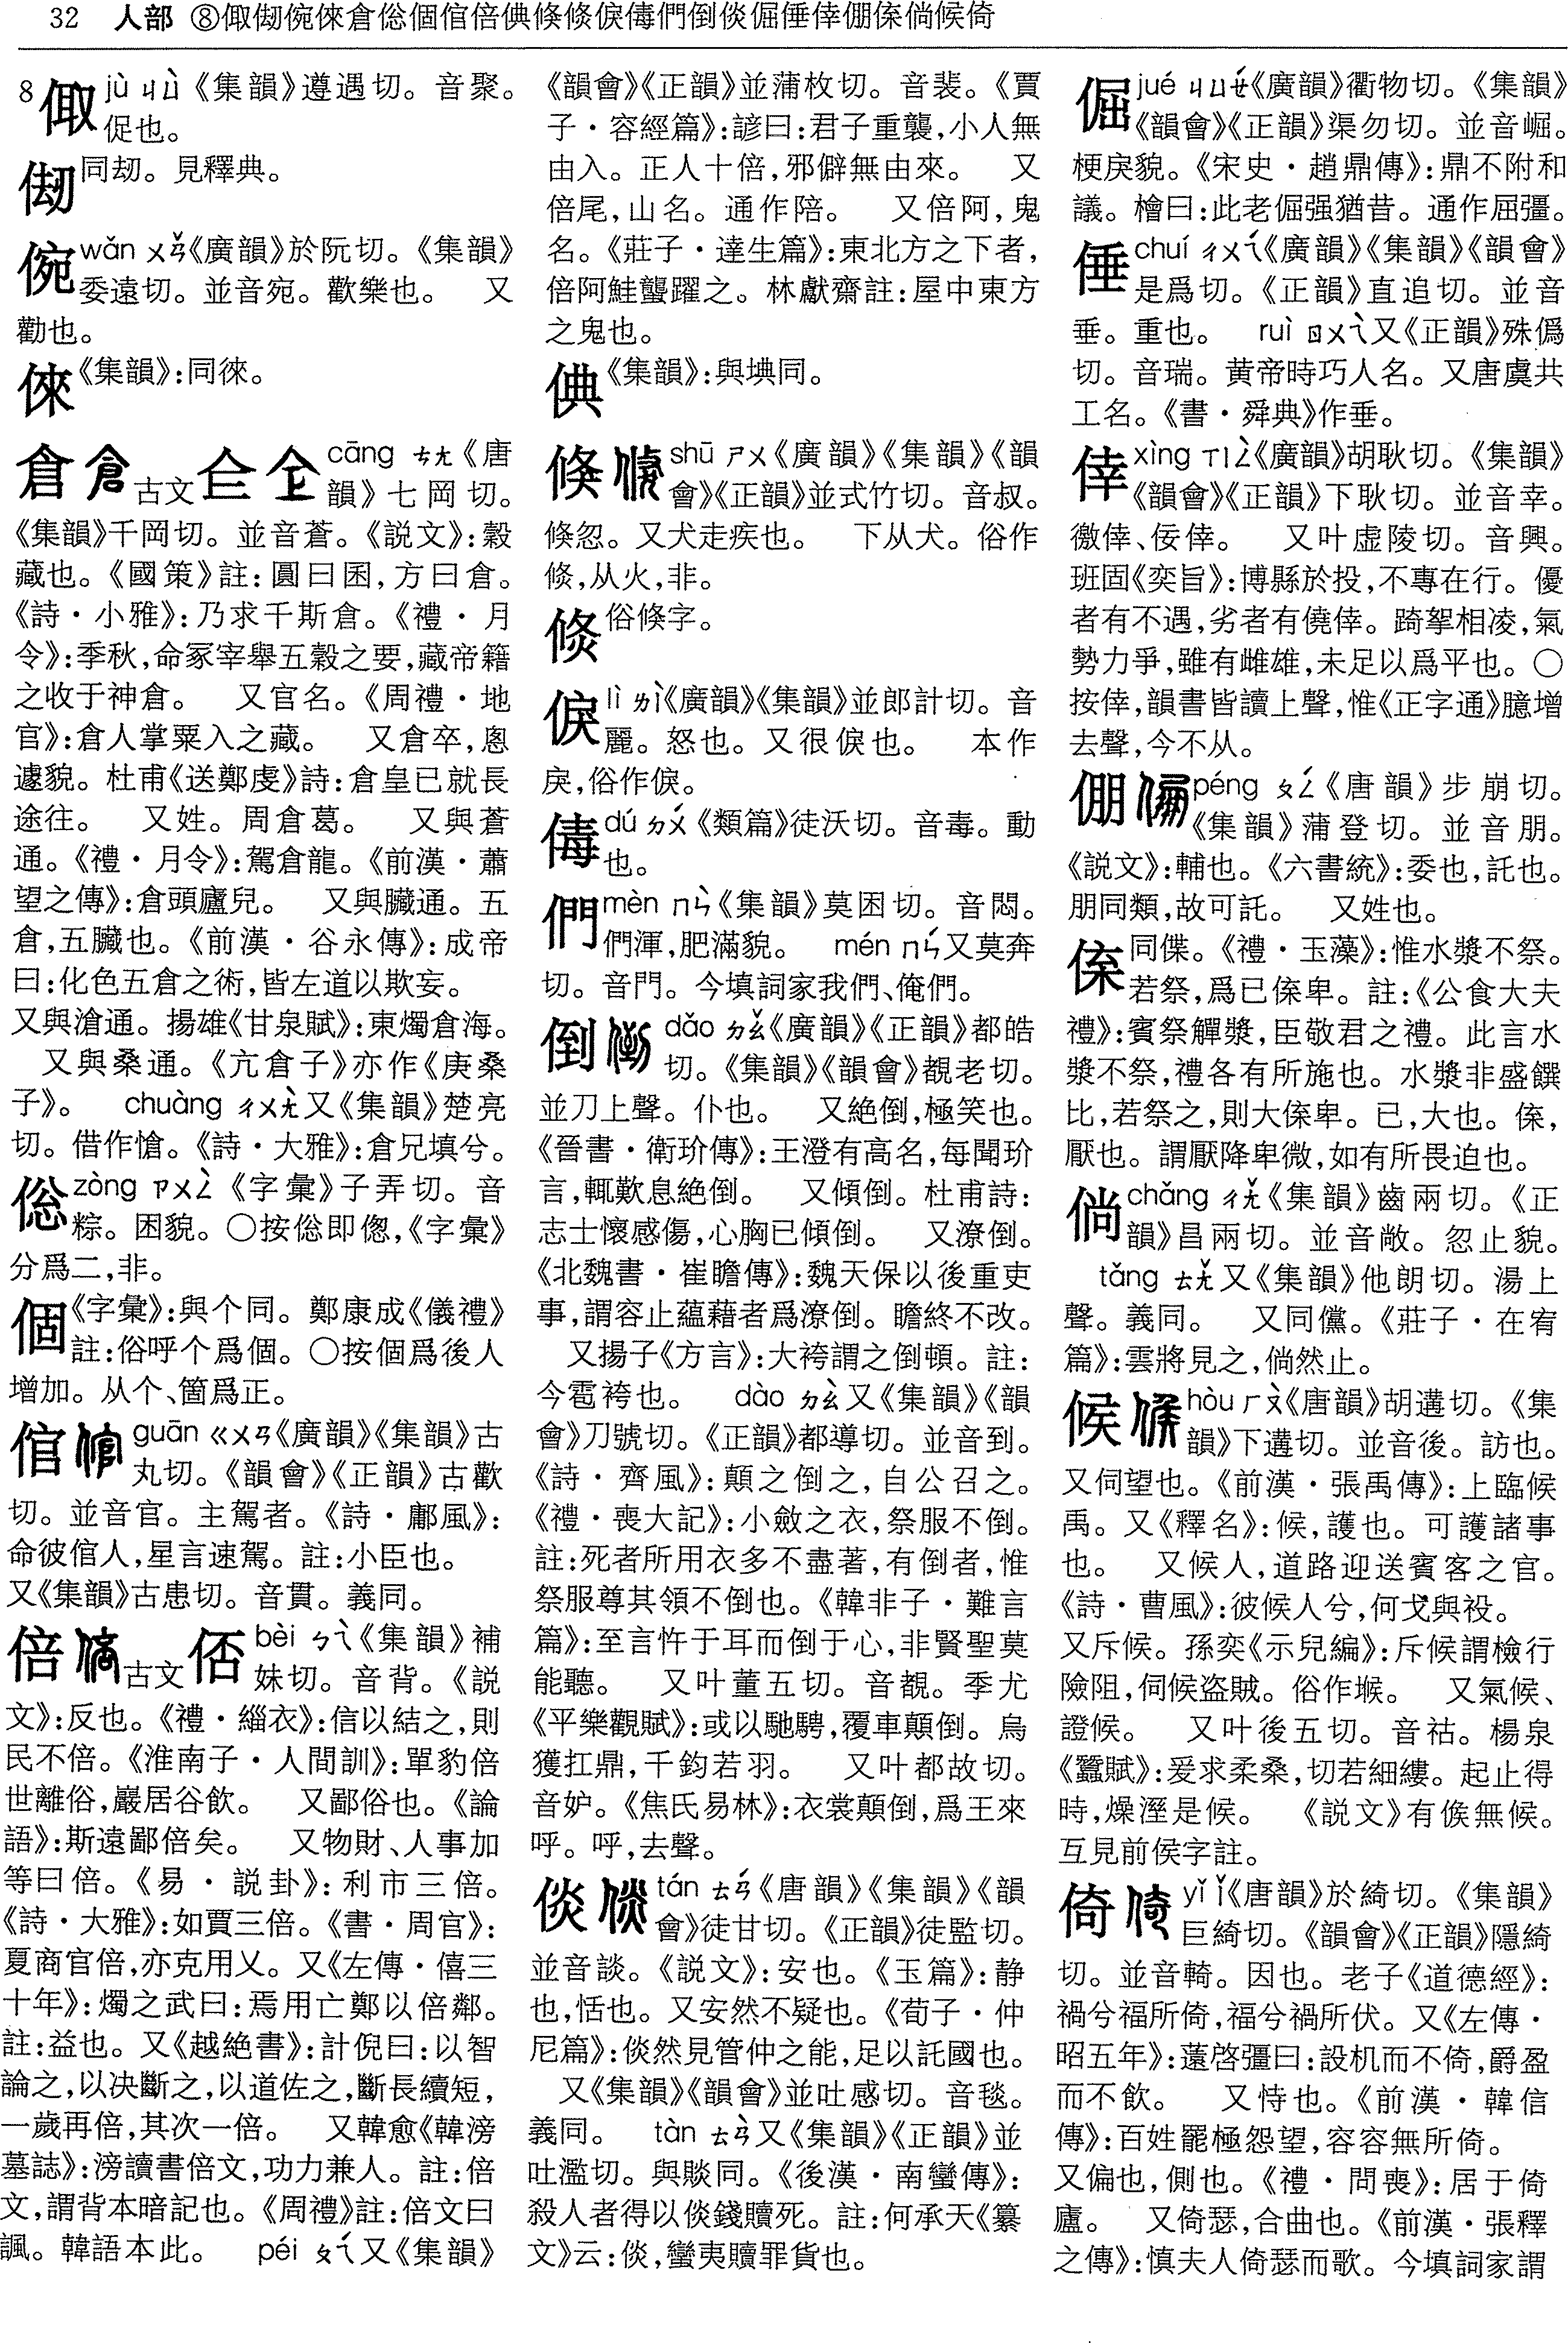 32 人部 ⑧㑛㓤倇倈倉倊個倌倍倎倏倐悷㒔們倒倓倔倕倖倗倸倘候倚
8 㑛 jù ㄐㄩˋ《集韻》遵遇切。音聚。
促也。
同刼。見釋典。
倇 wǎn ㄨㄢˇ《廣韻》於阮切。《集韻》
委遠切。並音宛。歡樂也。 又
勸也。
倈《集韻》:同徠。
倉 古文仺 cāng ㄘㄤ《唐
韻》七岡切。
《集韻》千岡切。並音蒼。《説文》:穀
藏也。《國策》註:圓曰囷,方曰倉。
《詩·小雅》:乃求千斯倉。《禮·月
令》:季秋,命冢宰舉五穀之要,藏帝籍
之收于神倉。 又官名。《周禮·地
官》:倉人掌粟入之藏。 又倉卒,悤
遽貌。杜甫《送鄭虔》詩:倉皇已就長
途往。 又姓。周倉葛。 又與蒼
通。《禮·月令》:駕倉龍。《前漢·蕭
望之傳》:倉頭廬兒。 又與臟通。五
倉,五臟也。《前漢·谷永傳》:成帝
曰:化色五倉之術,皆左道以欺妄。
又與滄通。揚雄《甘泉賦》:東燭倉海。
又與桑通。《亢倉子》亦作《庚桑
子》。 chuàng ㄔㄨㄤˋ又《集韻》楚亮
切。借作愴。《詩·大雅》:倉兄填兮。
倊 zòng ㄗㄨㄥˋ《字彙》子弄切。音
粽。困貌。○按倊即傯,《字彙》
分爲二,非。
個《字彙》:與个同。鄭康成《儀禮》
註:俗呼个爲個。○按個爲後人
增加。从个、箇爲正。
倌 guān ㄍㄨㄢ《廣韻》《集韻》古
丸切。《韻會》《正韻》古歡
切。並音官。主駕者。《詩·鄘風》:
命彼倌人,星言速駕。註:小臣也。
又《集韻》古患切。音貫。義同。
倍 古文㑑 bèi ㄅㄟˋ《集韻》補
妹切。音背。《説
文》:反也。《禮·緇衣》:信以結之,則
民不倍。《淮南子·人間訓》:單豹倍
世離俗,巖居谷飲。 又鄙俗也。《論
語》:斯遠鄙倍矣。 又物財、人事加
等曰倍。《易·説卦》:利市三倍。
《詩·大雅》:如賈三倍。《書·周官》:
夏商官倍,亦克用乂。又《左傳·僖三
十年》:燭之武曰:焉用亡鄭以倍鄰。
註:益也。又《越絶書》:計倪曰:以智
論之,以决斷之,以道佐之,斷長續短,
一歲再倍,其次一倍。 又韓愈《韓滂
墓誌》:滂讀書倍文,功力兼人。註:倍
文,謂背本暗記也。《周禮》註:倍文曰
諷。韓語本此。 péi ㄆㄟˊ又《集韻》
《韻會》《正韻》並蒲枚切。音裴。《賈
子·容經篇》:諺曰:君子重襲,小人無
由入。正人十倍,邪僻無由來。 又
倍尾,山名。通作陪。 又倍阿,鬼
名。《莊子·達生篇》:東北方之下者,
倍阿鮭蠪躍之。林獻齋註:屋中東方
之鬼也。
倎《集韻》:與㙉同。
倏 shū ㄕㄨ《廣韻》《集韻》《韻
會》《正韻》並式竹切。音叔。
倏忽。又犬走疾也。 下从犬。俗作
倐,从火,非。
倐 俗倏字。
㑦 lì ㄌㄧˋ《廣韻》《集韻》並郎計切。音
麗。怒也。又很㑦也。 本作
戾,俗作㑦。
dú ㄉㄨˊ《類篇》徒沃切。音毒。動
也。
們 mèn ㄇㄣˋ《集韻》莫困切。音悶。
們渾,肥滿貌。 mén ㄇㄣˊ又莫奔
切。音門。今填詞家我們、俺們。
倒 dǎo ㄉㄠˇ《廣韻》《正韻》都皓
切。《集韻》《韻會》覩老切。
並刀上聲。仆也。 又絶倒,極笑也。
《晉書·衛玠傳》:王澄有高名,每聞玠
言,輒歎息絶倒。 又傾倒。杜甫詩:
志士懷感傷,心胸已傾倒。 又潦倒。
《北魏書·崔瞻傳》:魏天保以後重吏
事,謂容止蘊藉者爲潦倒。瞻終不改。
又揚子《方言》:大袴謂之倒頓。註:
今雹袴也。 dào ㄉㄠˋ又《集韻》《韻
會》刀號切。《正韻》都導切。並音到。
《詩·齊風》:顛之倒之,自公召之。
《禮·喪大記》:小斂之衣,祭服不倒。
註:死者所用衣多不盡著,有倒者,惟
祭服尊其領不倒也。《韓非子·難言
篇》:至言忤于耳而倒于心,非賢聖莫
能聽。 又叶董五切。音覩。季尤
《平樂觀賦》:或以馳騁,覆車顛倒。烏
獲扛鼎,千鈞若羽。 又叶都故切。
音妒。《焦氏易林》:衣裳顛倒,爲王來
呼。呼,去聲。
倓 tán ㄊㄢˊ《唐韻》《集韻》《韻
會》徒甘切。《正韻》徒監切。
並音談。《説文》:安也。《玉篇》:静
也,恬也。又安然不疑也。《荀子·仲
尼篇》:倓然見管仲之能,足以託國也。
又《集韻》《韻會》並吐感切。音毯。
義同。 tàn ㄊㄢˋ又《集韻》《正韻》並
吐濫切。與賧同。《後漢·南蠻傳》:
殺人者得以倓錢贖死。註:何承天《纂
文》云:倓,蠻夷贖罪貨也。
倔 jué ㄐㄩㄝˊ《廣韻》衢物切。《集韻》
《韻會》《正韻》渠勿切。並音崛。
梗戾貌。《宋史·趙鼎傳》:鼎不附和
議。檜曰:此老倔强猶昔。通作屈彊。
倕 chuí ㄔㄨㄟˊ《廣韻》《集韻》《韻會》
是爲切。《正韻》直追切。並音
垂。重也。 ruì ㄖㄨㄟˋ又《正韻》殊僞
切。音瑞。黄帝時巧人名。又唐虞共
工名。《書·舜典》作垂。
倖 xìng ㄒㄧㄥˋ《廣韻》胡耿切。《集韻》
《韻會》《正韻》下耿切。並音幸。
徼倖、佞倖。 又叶虚陵切。音興。
班固《奕旨》:博縣於投,不專在行。優
者有不遇,劣者有僥倖。踦挐相凌,氣
勢力爭,雖有雌雄,未足以爲平也。○
按倖,韻書皆讀上聲,惟《正字通》臆增
去聲,今不从。
倗 péng ㄆㄥˊ《唐韻》步崩切。
《集韻》蒲登切。並音朋。
《説文》:輔也。《六書統》:委也,託也。
朋同類,故可託。 又姓也。
㑜 同偞。《禮·玉藻》:惟水漿不祭。
若祭,爲已㑜卑。註:《公食大夫
禮》:賓祭觶漿,臣敬君之禮。此言水
漿不祭,禮各有所施也。水漿非盛饌
比,若祭之,則大㑜卑。已,大也。㑜,
厭也。謂厭降卑微,如有所畏迫也。
倘 chǎng ㄔㄤˇ《集韻》齒兩切。《正
韻》昌兩切。並音敞。忽止貌。
tǎng ㄊㄤˇ又《集韻》他朗切。湯上
聲。義同。 又同儻。《莊子·在宥
篇》:雲將見之,倘然止。
候 hòu ㄏㄡˋ《唐韻》胡遘切。《集
韻》下遘切。並音後。訪也。
又伺望也。《前漢·張禹傳》:上臨候
禹。又《釋名》:候,護也。可護諸事
也。 又候人,道路迎送賓客之官。
《詩·曹風》:彼候人兮,何戈與祋。
又斥候。孫奕《示兒編》:斥候謂檢行
險阻,伺候盗賊。俗作堠。 又氣候、
證候。 又叶後五切。音祜。楊泉
《蠶賦》:爰求柔桑,切若細縷。起止得
時,燥溼是候。 《説文》有㑨無候。
互見前侯字註。
倚 yǐ ㄧˇ《唐韻》於綺切。《集韻》
巨綺切。《韻會》《正韻》隱綺
切。並音輢。因也。老子《道德經》:
禍兮福所倚,福兮禍所伏。又《左傳·
昭五年》:薳啓彊曰:設机而不倚,爵盈
而不飲。 又恃也。《前漢·韓信
傳》:百姓罷極怨望,容容無所倚。
又偏也,側也。《禮·問喪》:居于倚
廬。 又倚瑟,合曲也。《前漢·張釋
之傳》:慎夫人倚瑟而歌。今填詞家謂